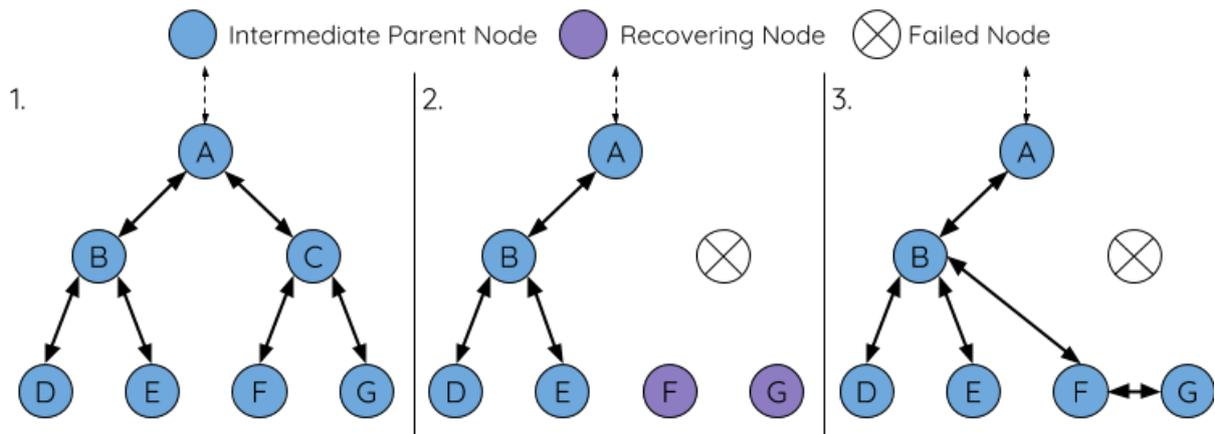 Intermediate Parent Node Recovering Node Failed Node
1. 2. 3.
A A A
B C B B
D E F G D E F G D E F G